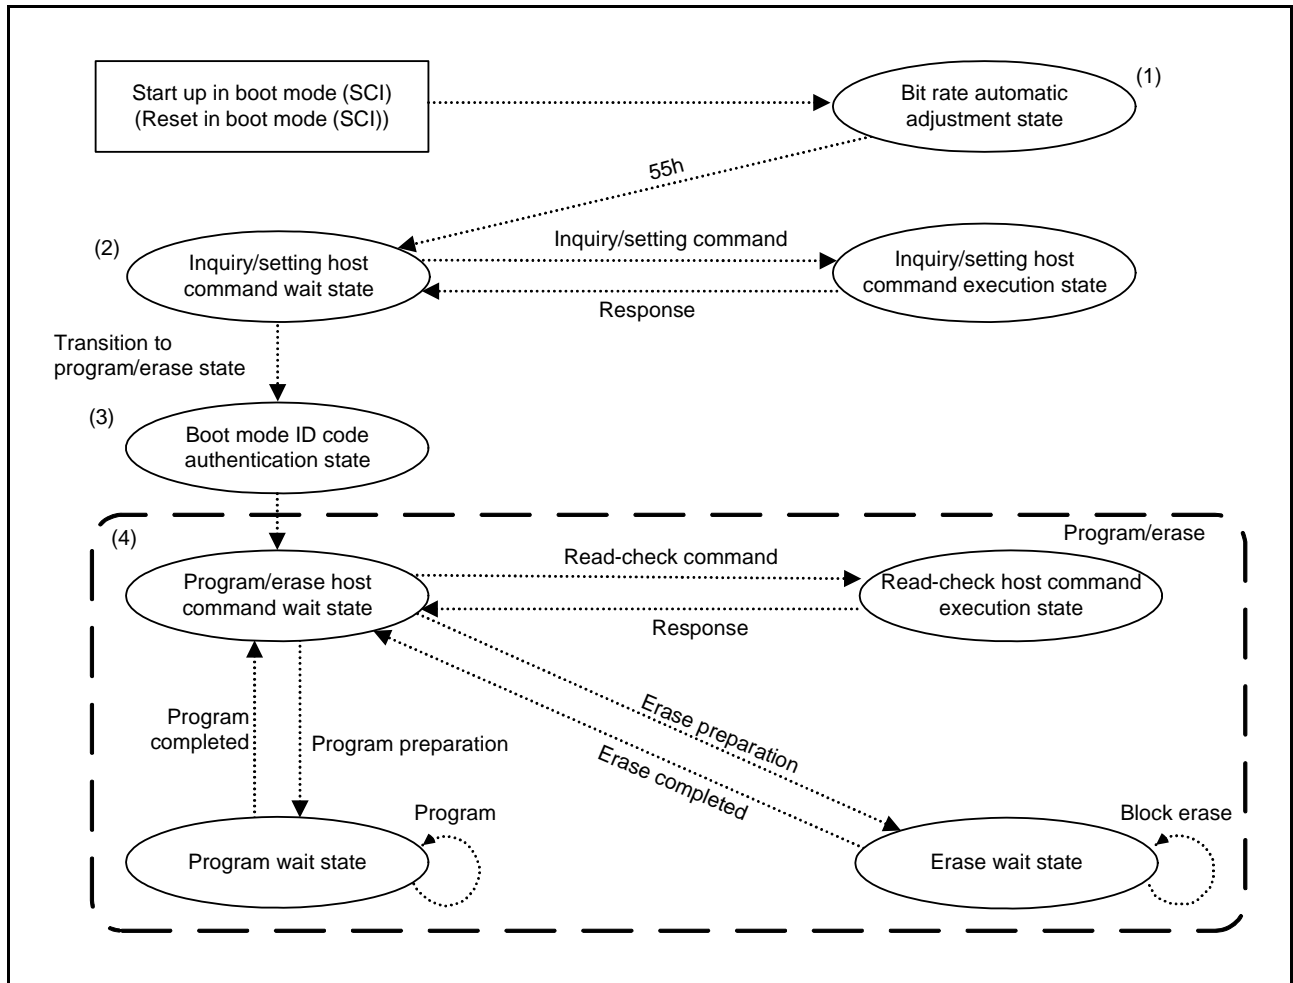 Start up in boot mode (SCI)
(Reset in boot mode (SCI))
(1)
Bit rate automatic
adjustment state
55h
(2)
Inquiry/setting host
command wait state
Inquiry/setting command
Response
Inquiry/setting host
command execution state
Transition to
program/erase state
(3)
Boot mode ID code
authentication state
(4)
Program/erase
Program/erase host
command wait state
Read-check command
Response
Read-check host command
execution state
Program
completed
Program preparation
Erase preparation
Erase completed
Program
Program wait state
Block erase
Erase wait state